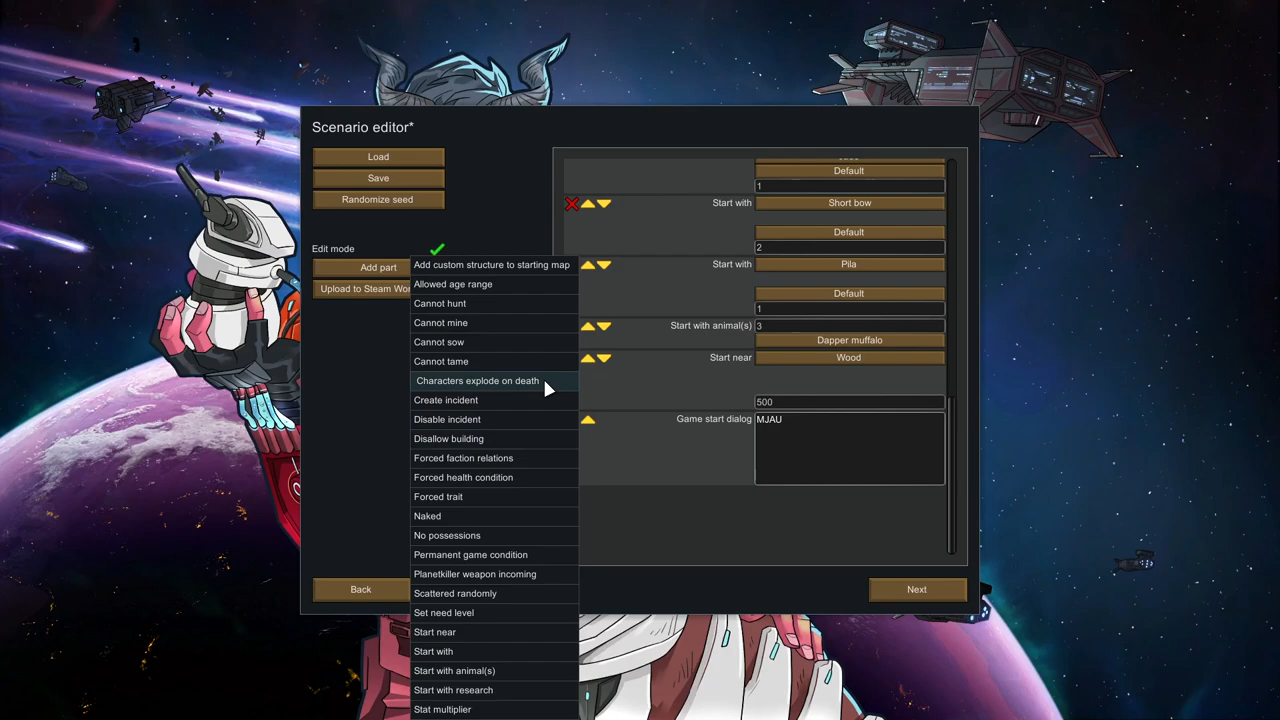 Scenario editor*
Load
Save
Randomize seed
Edit mode
Add part
Upload to Steam Wor
Back
Add custom structure to starting map
Allowed age range
Cannot hunt
Cannot mine
Cannot sow
Cannot tame
Characters explode on death
Create incident
Disable incident
Disallow building
Forced faction relations
Forced health condition
Forced trait
Naked
No possessions
Permanent game condition
Planetkiller weapon incoming
Scattered randomly
Set need level
Start near
Start with
Start with animal(s)
Start with research
Stat multiplier
Default
1
Start with Short bow
Default
2
Start with Pila
Default
1
Start with animal(s) 3
Dapper muffalo
Start near Wood
500
Game start dialog MJAU
Next